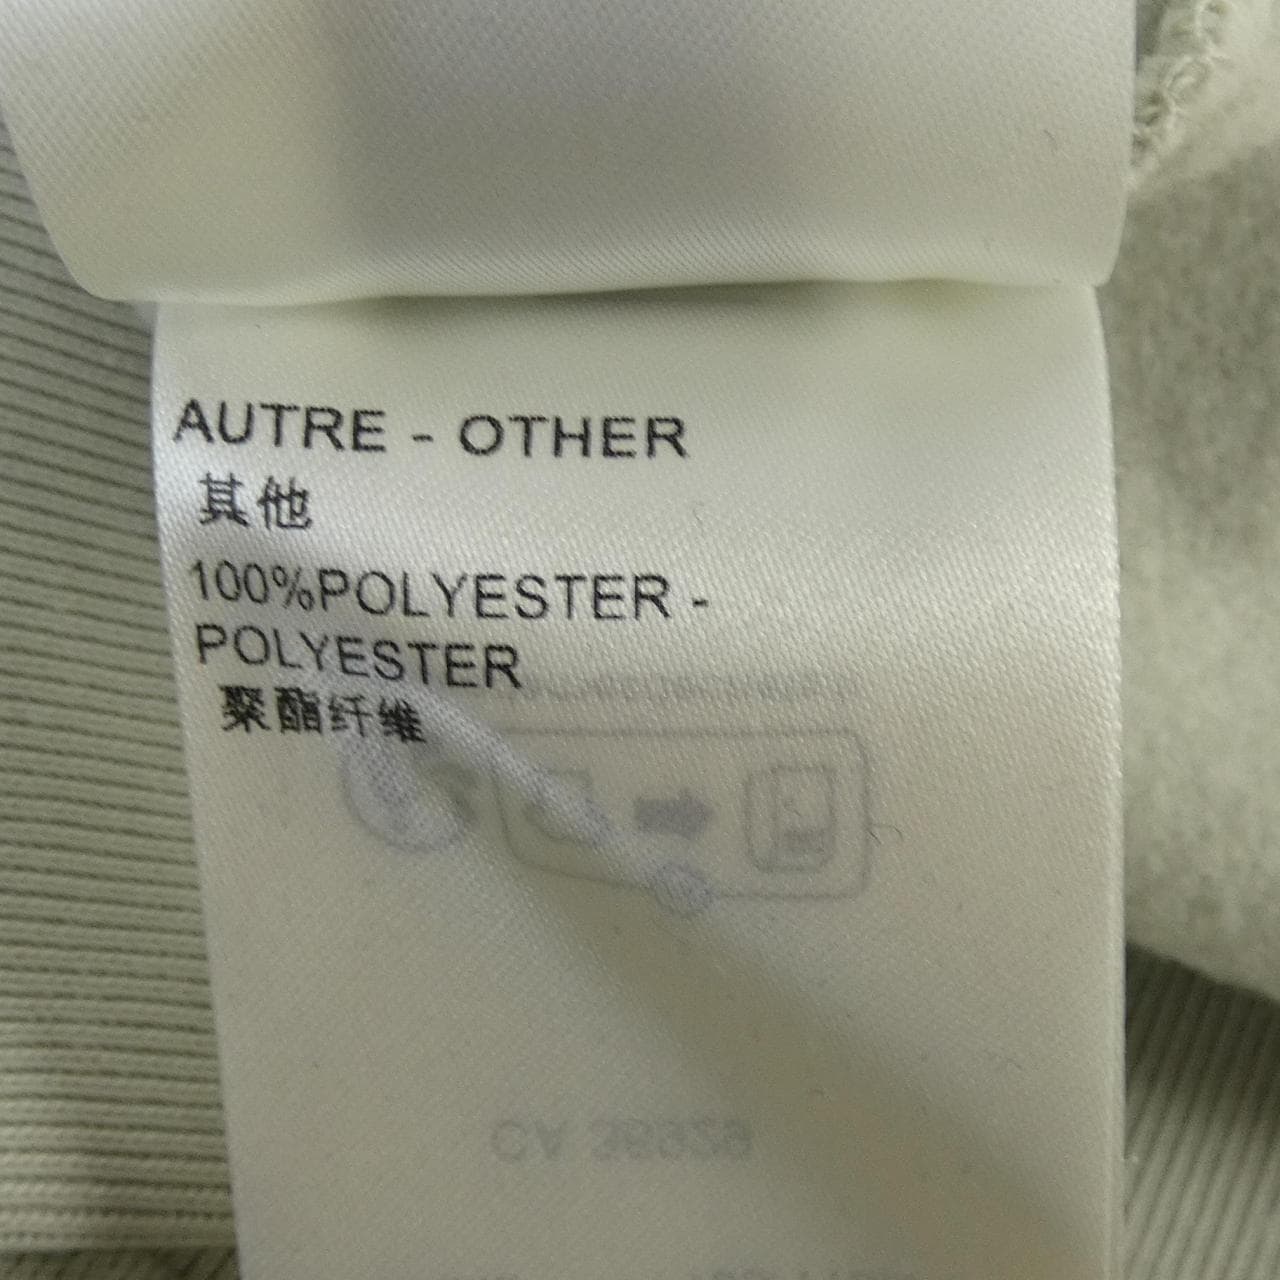 AUTRE - OTHER
其他
100%POLYESTER -
POLYESTER
聚酯纤维